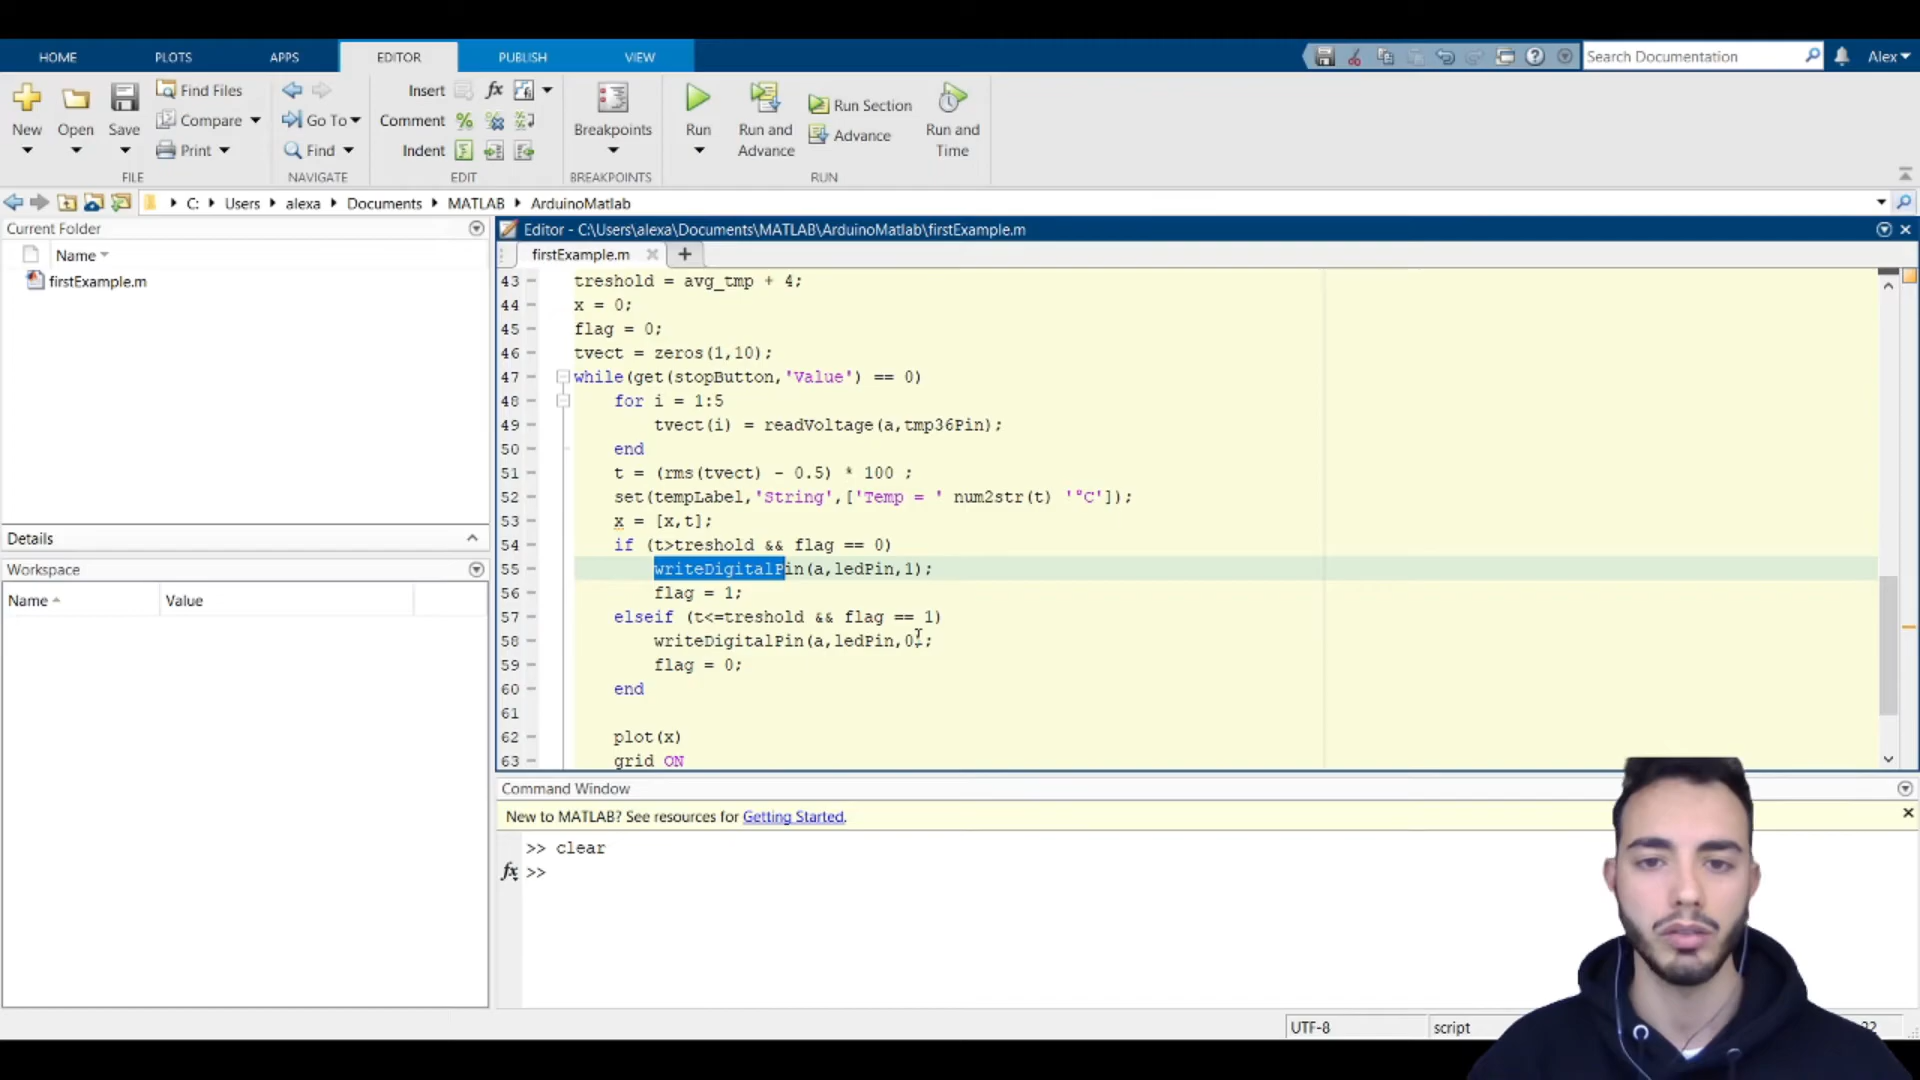 HOME PLOTS APPS EDITOR PUBLISH VIEW Search Documentation Alex
New Open Save Find Files Compare Print
FILE
Go To Find
NAVIGATE
Insert fx
Comment %
Indent
EDIT
Breakpoints
BREAKPOINTS
Run Run and Advance Run Section Advance Run and Time
RUN
C: Users alexa Documents MATLAB ArduinoMatlab
Current Folder
Name
firstExample.m
Details
Workspace
Name Value
Editor - C:\Users\alexa\Documents\MATLAB\ArduinoMatlab\firstExample.m
firstExample.m
43 treshold = avg_tmp + 4;
44 x = 0;
45 flag = 0;
46 tvect = zeros(1,10);
47 while(get(stopButton,'Value') == 0)
48 for i = 1:5
49 tvect(i) = readVoltage(a,tmp36Pin);
50 end
51 t = (rms(tvect) - 0.5) * 100 ;
52 set(tempLabel,'String',['Temp = ' num2str(t) '°C']);
53 x = [x,t];
54 if (t>treshold && flag == 0)
55 writeDigitalPin(a,ledPin,1);
56 flag = 1;
57 elseif (t<=treshold && flag == 1)
58 writeDigitalPin(a,ledPin,0);
59 flag = 0;
60 end
61
62 plot(x)
63 grid ON
Command Window
New to MATLAB? See resources for Getting Started.
>> clear
fx >>
UTF-8 script